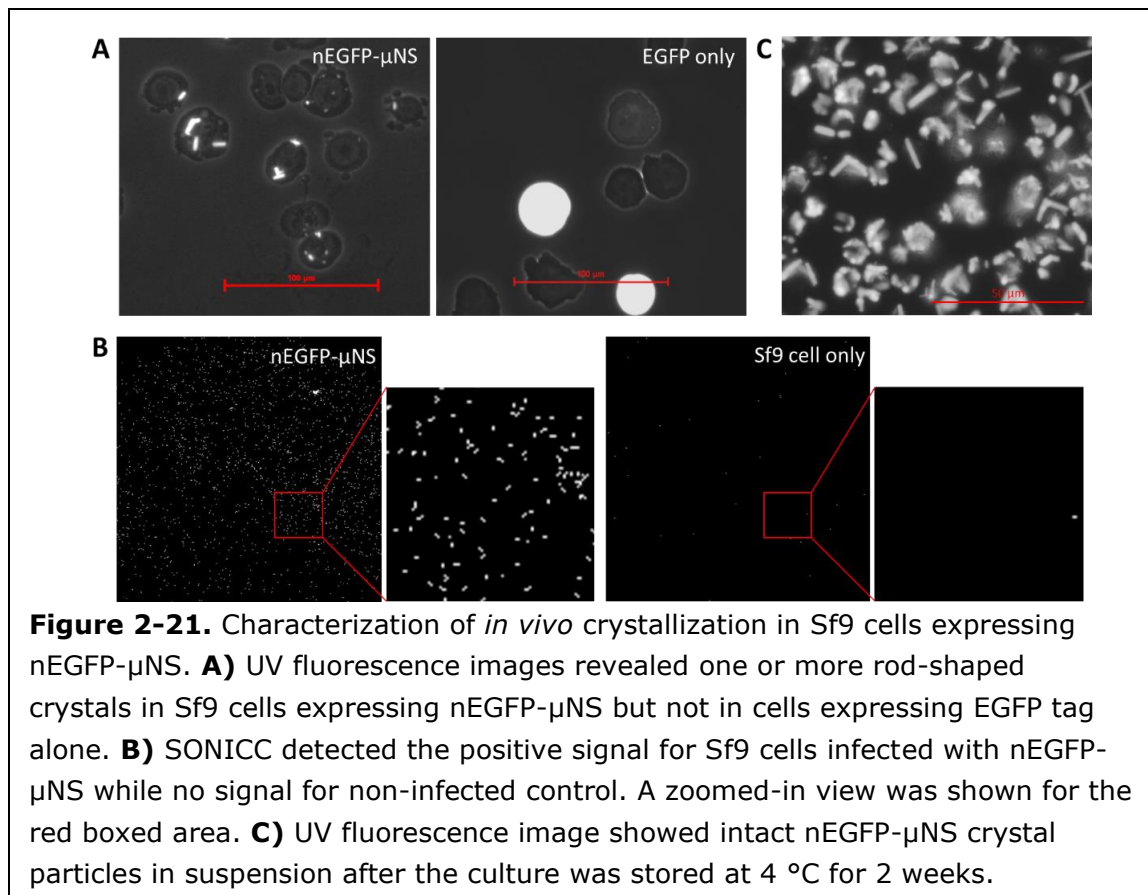 A
nEGFP-µNS
100 µm
EGFP only
100 µm
C
50 µm
B
nEGFP-µNS
Sf9 cell only
Figure 2-21. Characterization of in vivo crystallization in Sf9 cells expressing
nEGFP-µNS. A) UV fluorescence images revealed one or more rod-shaped
crystals in Sf9 cells expressing nEGFP-µNS but not in cells expressing EGFP tag
alone. B) SONICC detected the positive signal for Sf9 cells infected with nEGFP-
µNS while no signal for non-infected control. A zoomed-in view was shown for the
red boxed area. C) UV fluorescence image showed intact nEGFP-µNS crystal
particles in suspension after the culture was stored at 4 °C for 2 weeks.